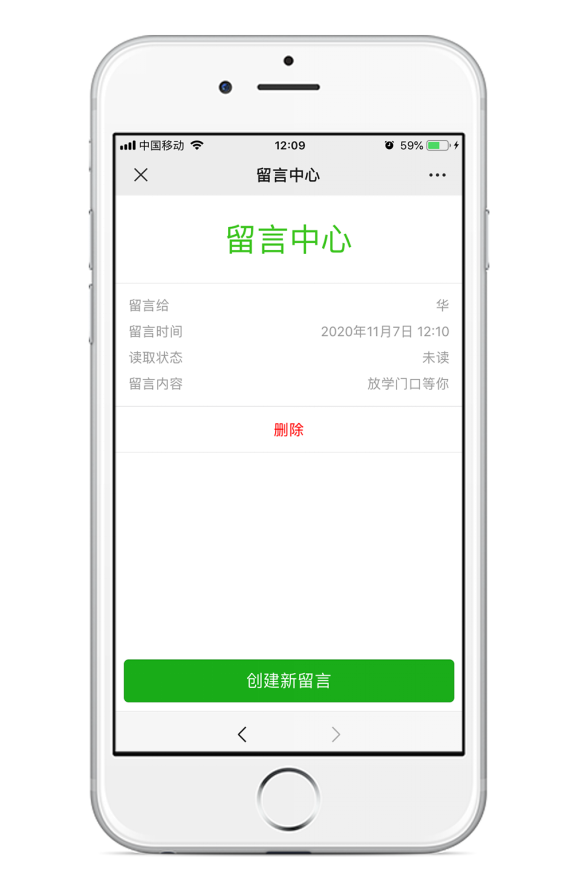 中国移动 12:09 59%
留言中心
留言中心
留言给 华
留言时间 2020年11月7日 12:10
读取状态 未读
留言内容 放学门口等你
删除
创建新留言